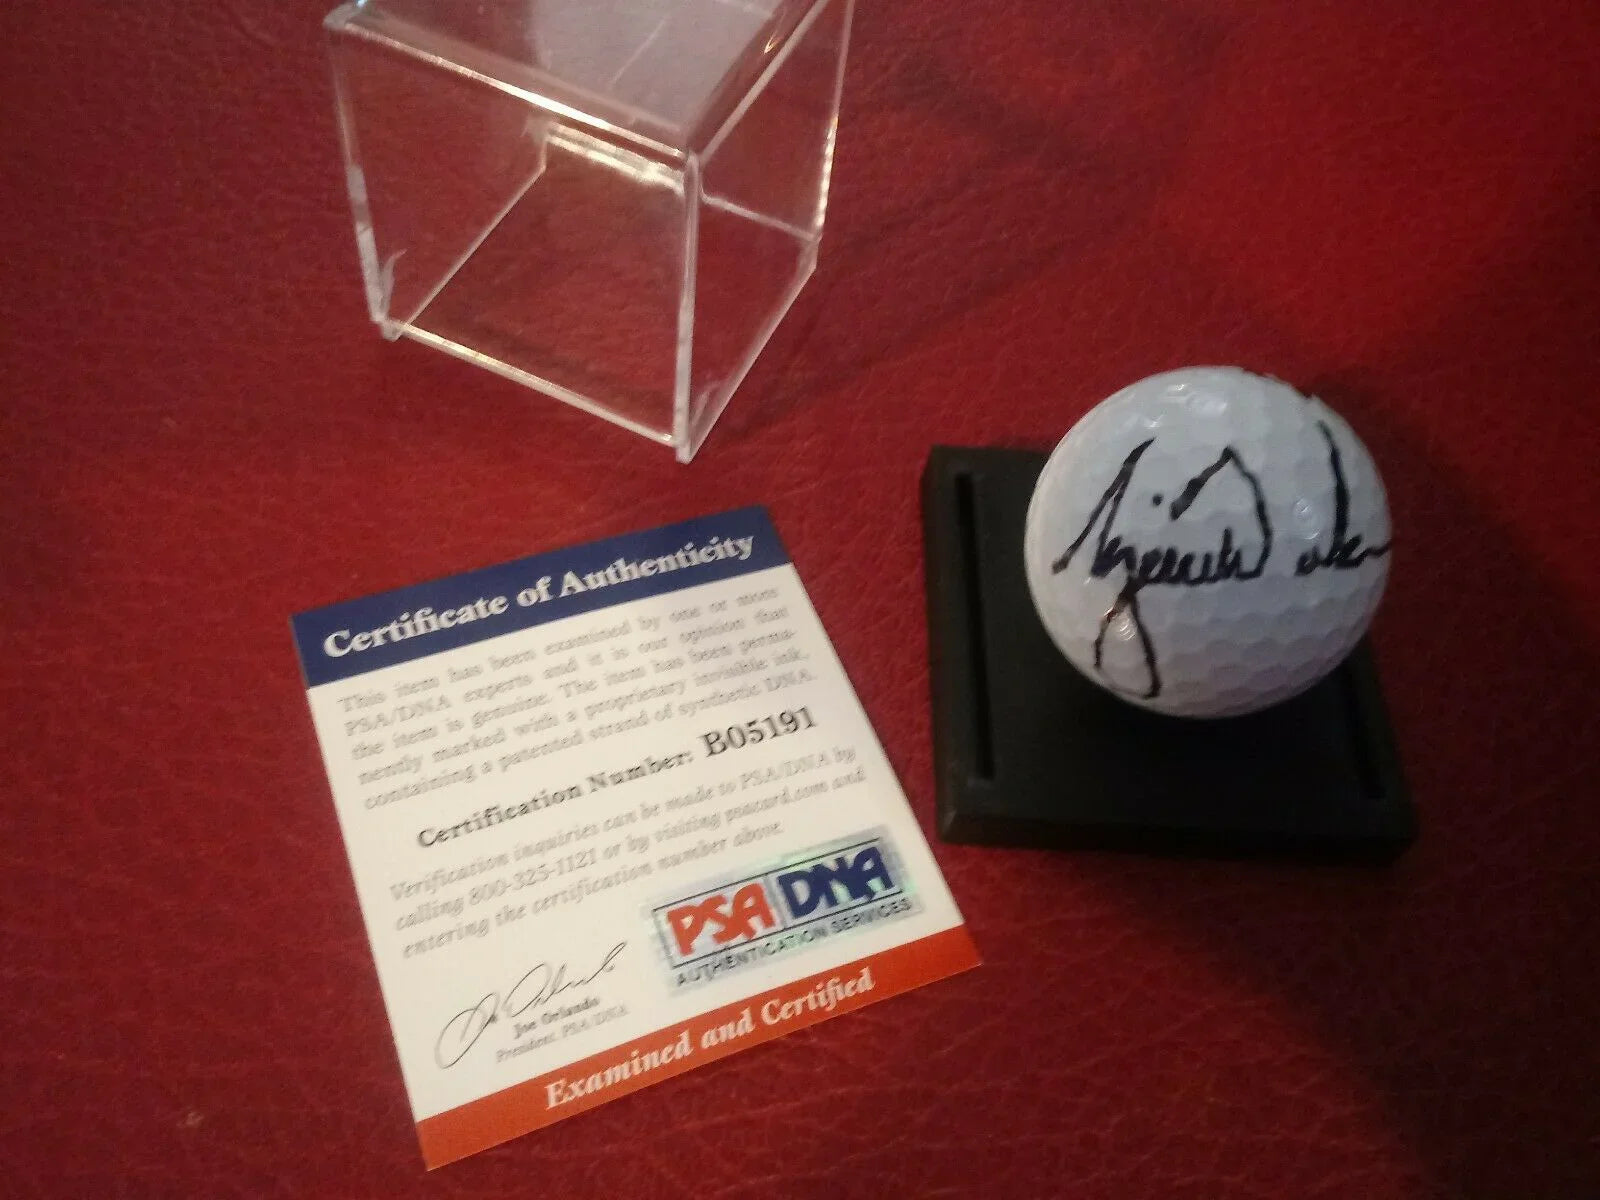 Certificate of Authenticity
This item has been examined by one or more
PSA/DNA experts and it is our opinion that
the item is genuine. The item has been perma-
nently marked with a proprietary invisible ink,
containing a patented strand of synthetic DNA.
Certification Number: B05191
Verification inquiries can be made to PSA/DNA by
calling 800-325-1121 or by visiting psacard.com and
entering the certification number above.
PSA DNA
AUTHENTICATION SERVICES
Joe Orlando
President, PSA/DNA
Examined and Certified